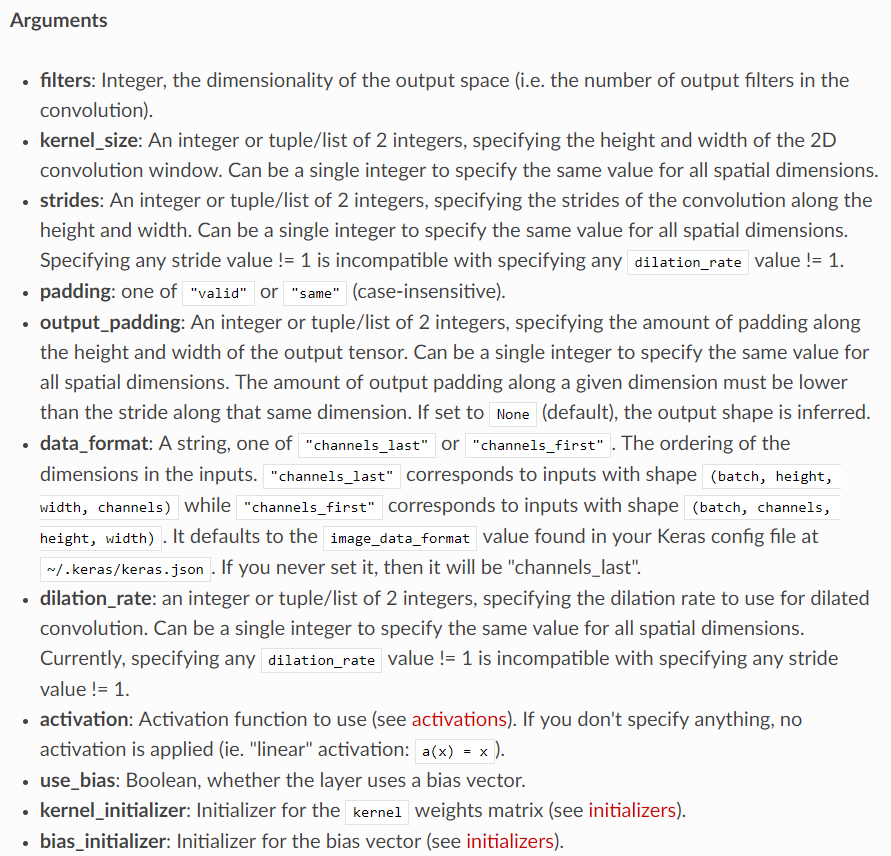 Arguments
• filters: Integer, the dimensionality of the output space (i.e. the number of output filters in the
convolution).
• kernel_size: An integer or tuple/list of 2 integers, specifying the height and width of the 2D
convolution window. Can be a single integer to specify the same value for all spatial dimensions.
• strides: An integer or tuple/list of 2 integers, specifying the strides of the convolution along the
height and width. Can be a single integer to specify the same value for all spatial dimensions.
Specifying any stride value != 1 is incompatible with specifying any dilation_rate value != 1.
• padding: one of "valid" or "same" (case-insensitive).
• output_padding: An integer or tuple/list of 2 integers, specifying the amount of padding along
the height and width of the output tensor. Can be a single integer to specify the same value for
all spatial dimensions. The amount of output padding along a given dimension must be lower
than the stride along that same dimension. If set to None (default), the output shape is inferred.
• data_format: A string, one of "channels_last" or "channels_first". The ordering of the
dimensions in the inputs. "channels_last" corresponds to inputs with shape (batch, height,
width, channels) while "channels_first" corresponds to inputs with shape (batch, channels,
height, width). It defaults to the image_data_format value found in your Keras config file at
~/.keras/keras.json. If you never set it, then it will be "channels_last".
• dilation_rate: an integer or tuple/list of 2 integers, specifying the dilation rate to use for dilated
convolution. Can be a single integer to specify the same value for all spatial dimensions.
Currently, specifying any dilation_rate value != 1 is incompatible with specifying any stride
value != 1.
• activation: Activation function to use (see activations). If you don't specify anything, no
activation is applied (ie. "linear" activation: a(x) = x).
• use_bias: Boolean, whether the layer uses a bias vector.
• kernel_initializer: Initializer for the kernel weights matrix (see initializers).
• bias_initializer: Initializer for the bias vector (see initializers).